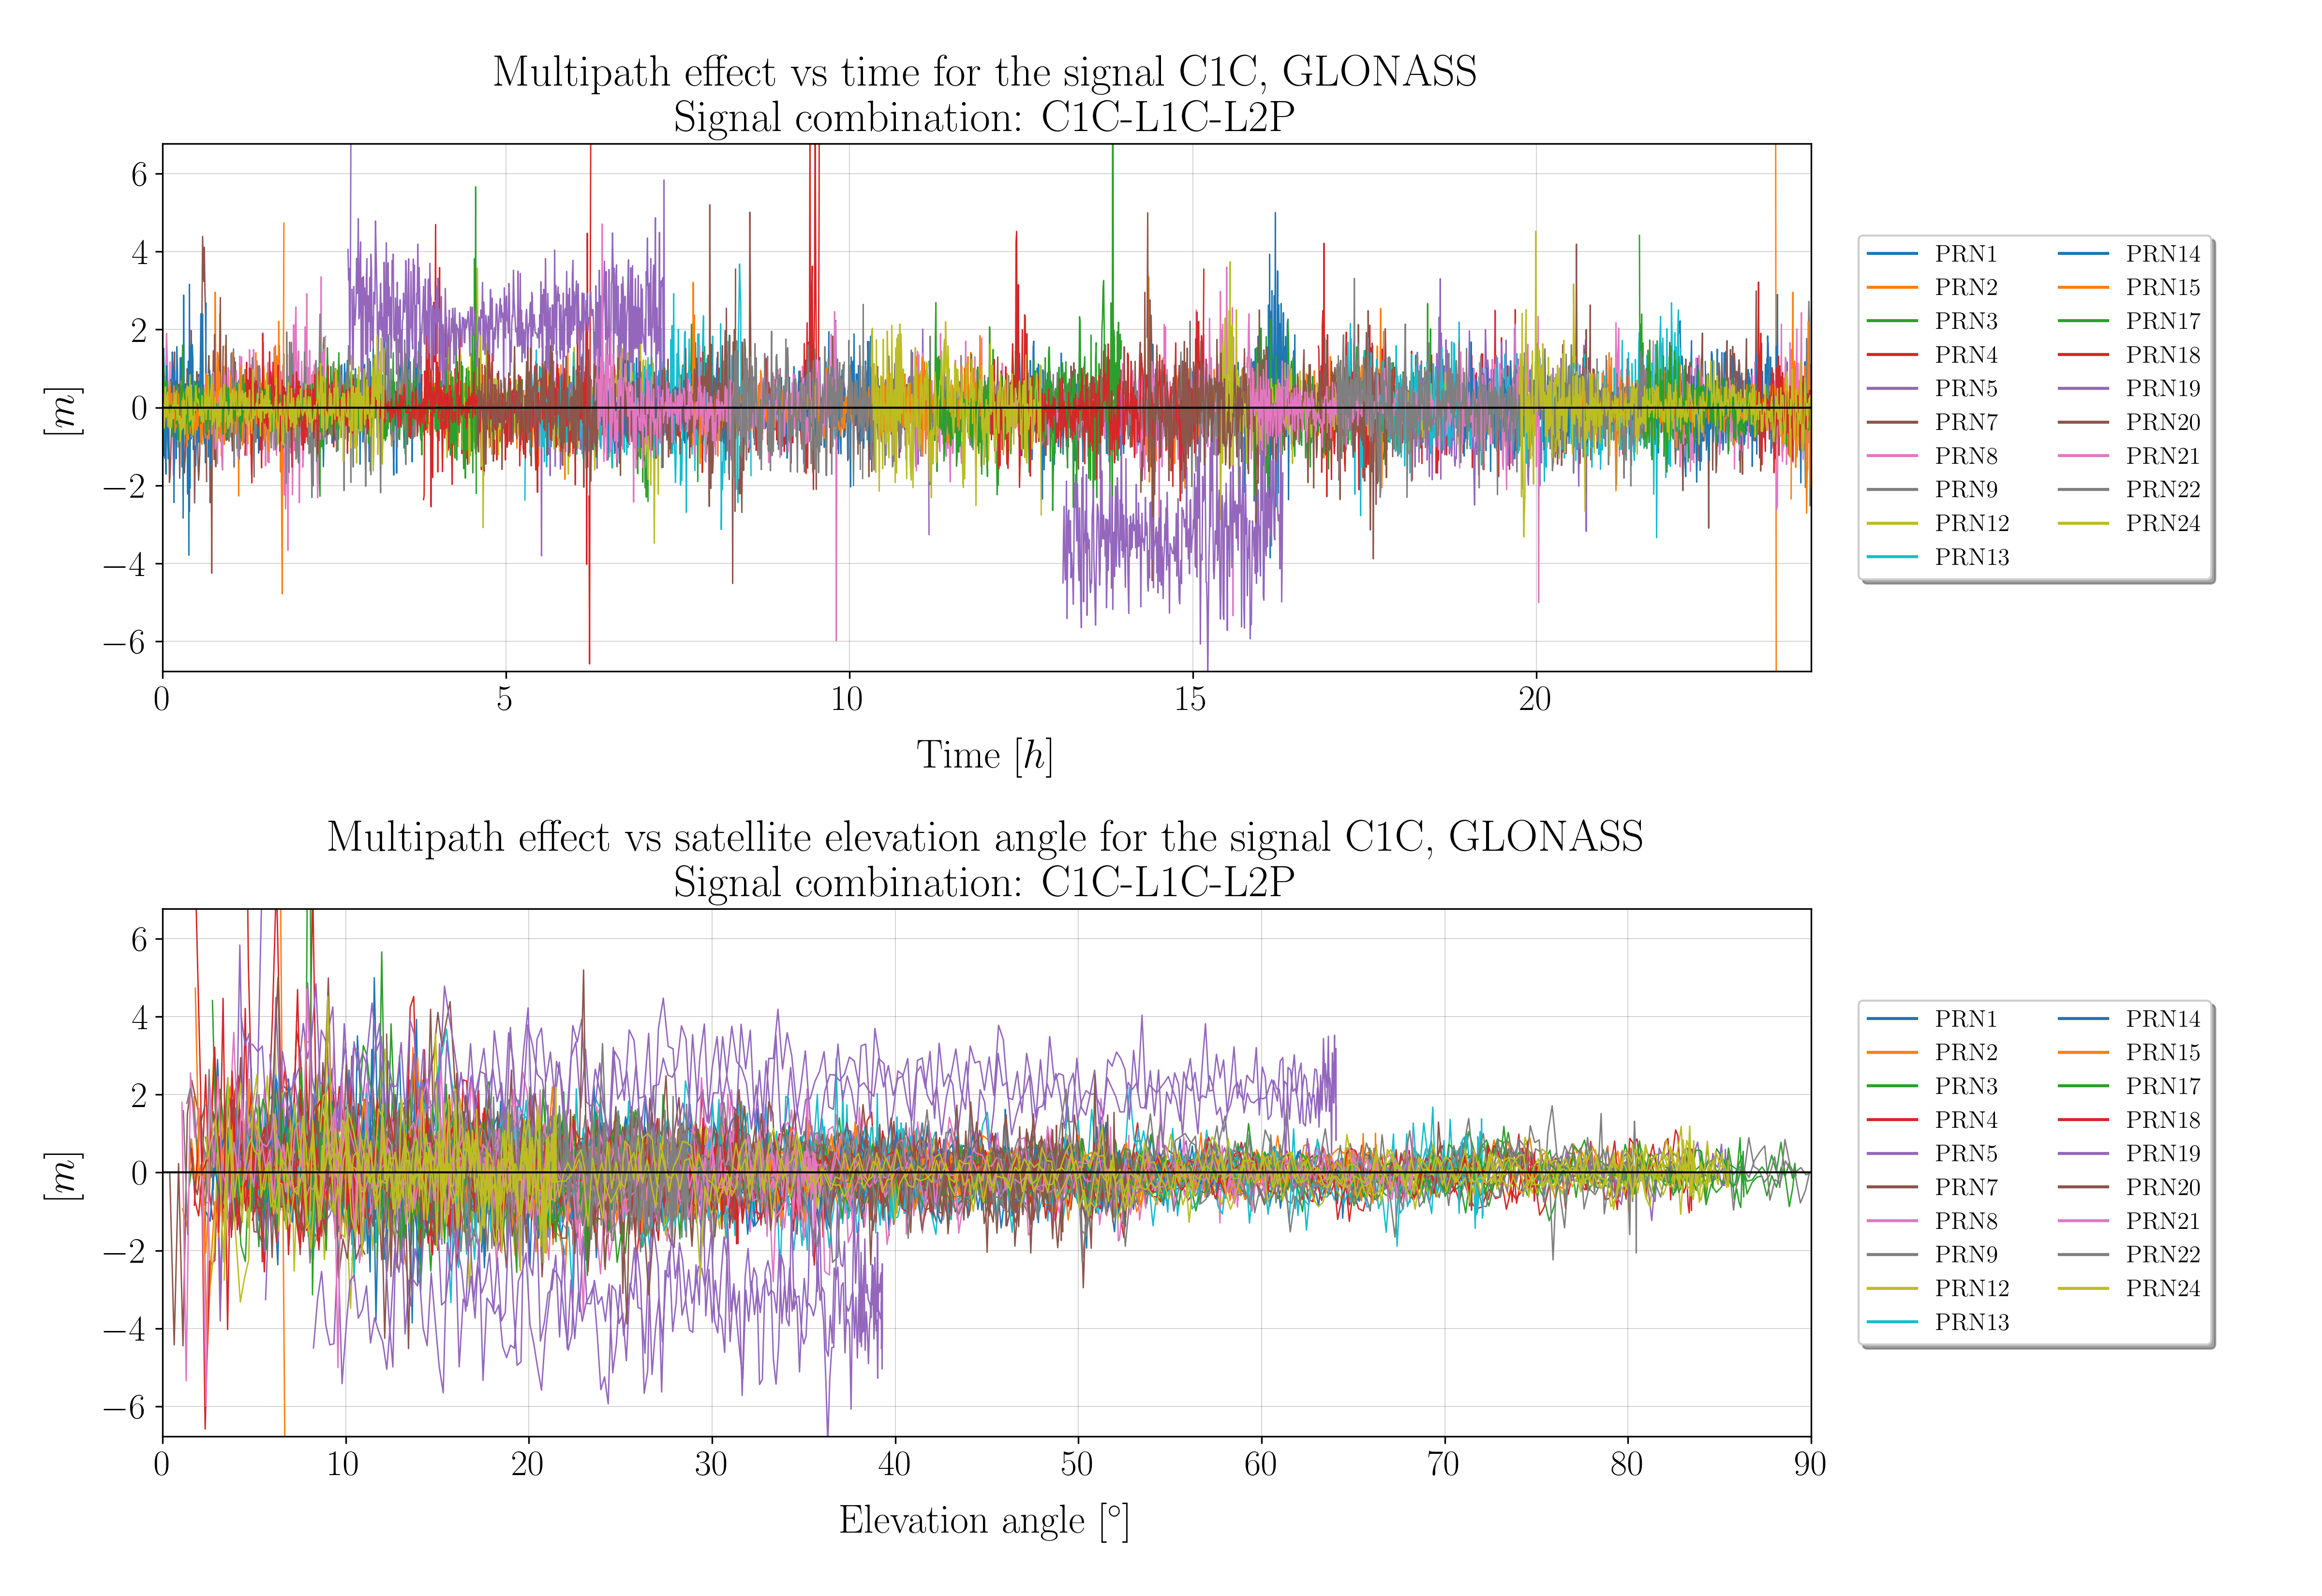 Multipath effect vs time for the signal C1C, GLONASS
Signal combination: C1C-L1C-L2P
6
4
2
0
−2
−4
−6
[m]
0 5 10 15 20
Time [h]
PRN1 PRN14
PRN2 PRN15
PRN3 PRN17
PRN4 PRN18
PRN5 PRN19
PRN7 PRN20
PRN8 PRN21
PRN9 PRN22
PRN12 PRN24
PRN13
Multipath effect vs satellite elevation angle for the signal C1C, GLONASS
Signal combination: C1C-L1C-L2P
6
4
2
0
−2
−4
−6
[m]
0 10 20 30 40 50 60 70 80 90
Elevation angle [°]
PRN1 PRN14
PRN2 PRN15
PRN3 PRN17
PRN4 PRN18
PRN5 PRN19
PRN7 PRN20
PRN8 PRN21
PRN9 PRN22
PRN12 PRN24
PRN13